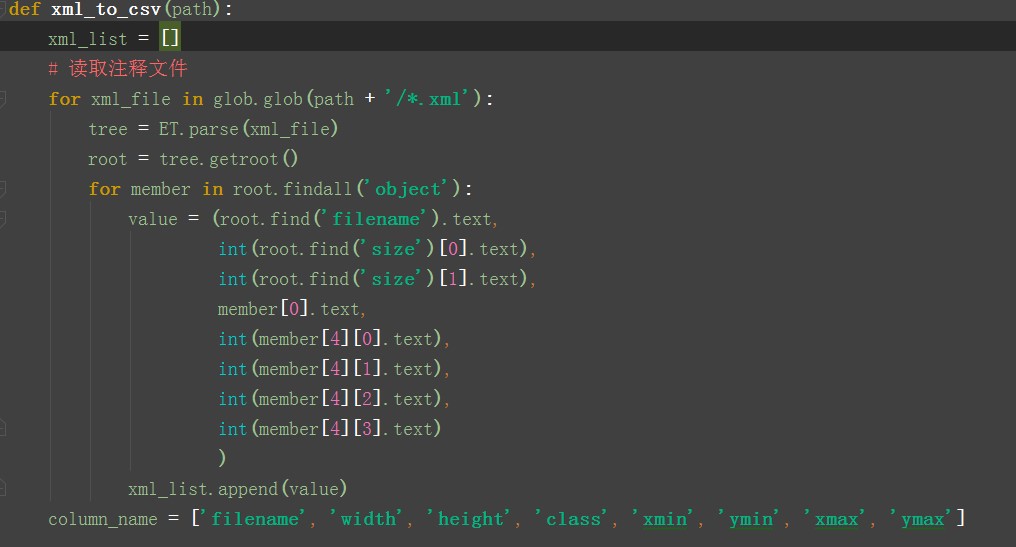 def xml_to_csv(path):
    xml_list = []
    # 读取注释文件
    for xml_file in glob.glob(path + '/*.xml'):
        tree = ET.parse(xml_file)
        root = tree.getroot()
        for member in root.findall('object'):
            value = (root.find('filename').text,
                     int(root.find('size')[0].text),
                     int(root.find('size')[1].text),
                     member[0].text,
                     int(member[4][0].text),
                     int(member[4][1].text),
                     int(member[4][2].text),
                     int(member[4][3].text)
                     )
            xml_list.append(value)
    column_name = ['filename', 'width', 'height', 'class', 'xmin', 'ymin', 'xmax', 'ymax']